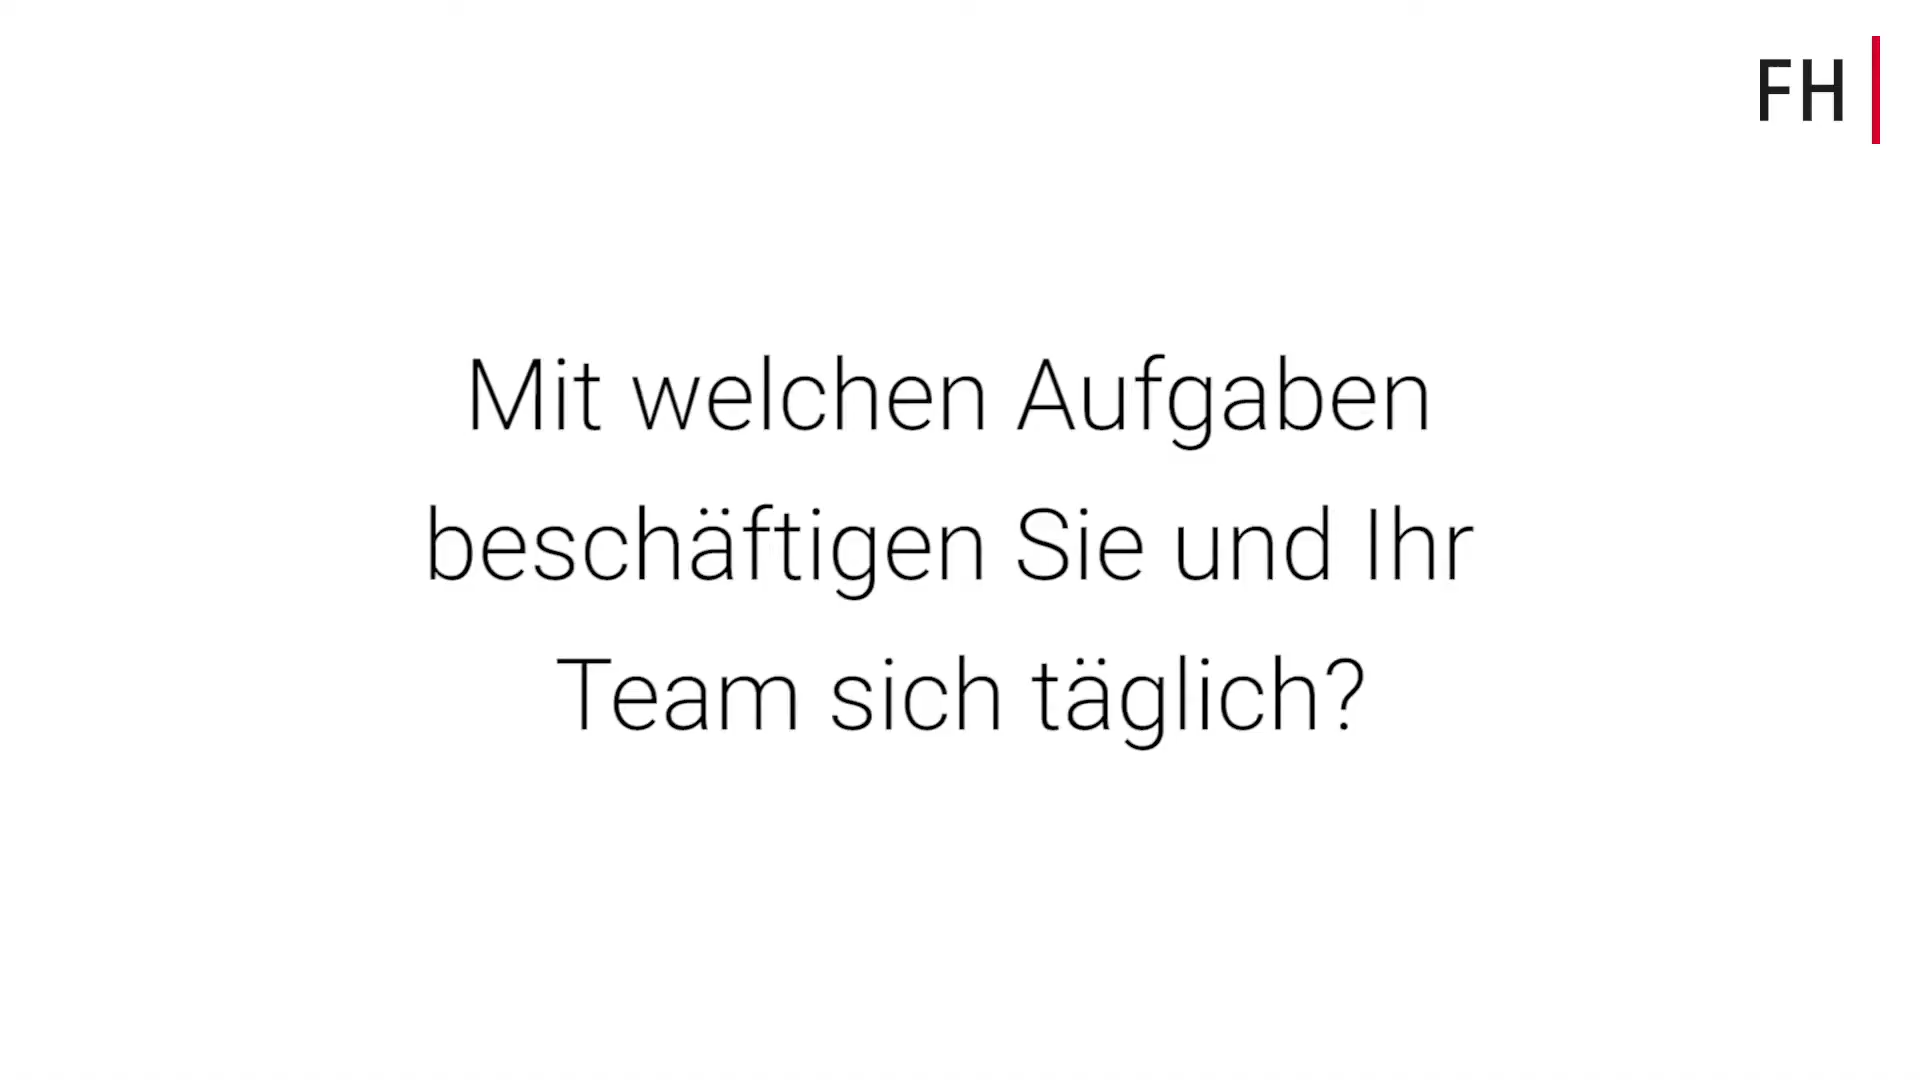 FH
Mit welchen Aufgaben
beschäftigen Sie und Ihr
Team sich täglich?